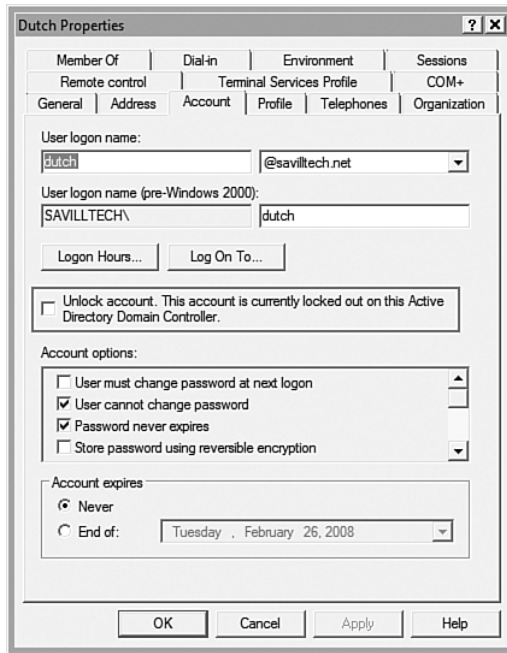 Dutch Properties
Member Of Dial-in Environment Sessions
Remote control Terminal Services Profile COM+
General Address Account Profile Telephones Organization
User logon name:
dutch @savilltech.net
User logon name (pre-Windows 2000):
SAVILLTECH\ dutch
Logon Hours... Log On To...
Unlock account. This account is currently locked out on this Active
Directory Domain Controller.
Account options:
User must change password at next logon
User cannot change password
Password never expires
Store password using reversible encryption
Account expires
Never
End of: Tuesday , February 26, 2008
OK Cancel Apply Help